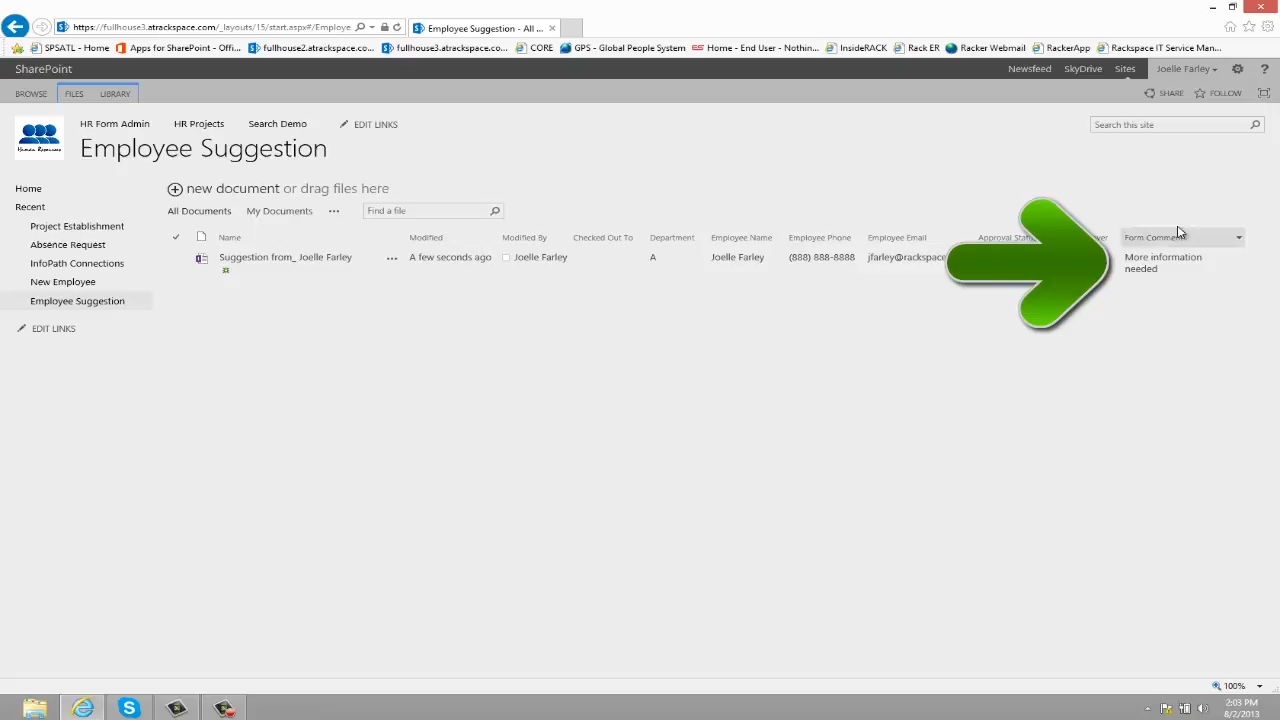 https://fullhouse3.atrackspace.com/_layouts/15/start.aspx#/Employe
Employee Suggestion - All ...
SPSATL - Home
Apps for SharePoint - Offi...
fullhouse2.atrackspace.com...
fullhouse3.atrackspace.co...
CORE
GPS - Global People System
Home - End User - Nothin...
InsideRACK
Rack ER
Racker Webmail
RackerApp
Rackspace IT Service Man...
SharePoint
Newsfeed SkyDrive Sites Joelle Farley ?
BROWSE FILES LIBRARY
SHARE FOLLOW
HR Form Admin HR Projects Search Demo EDIT LINKS
Search this site
Human Resources
Employee Suggestion
Home
Recent
Project Establishment
Absence Request
InfoPath Connections
New Employee
Employee Suggestion
EDIT LINKS
new document or drag files here
All Documents My Documents ... Find a file
Name Modified Modified By Checked Out To Department Employee Name Employee Phone Employee Email Approval Form
Suggestion from_ Joelle Farley ... A few seconds ago Joelle Farley A Joelle Farley (888) 888-8888 jfarley@rackspace
More information
needed
100%
2:03 PM
8/2/2013